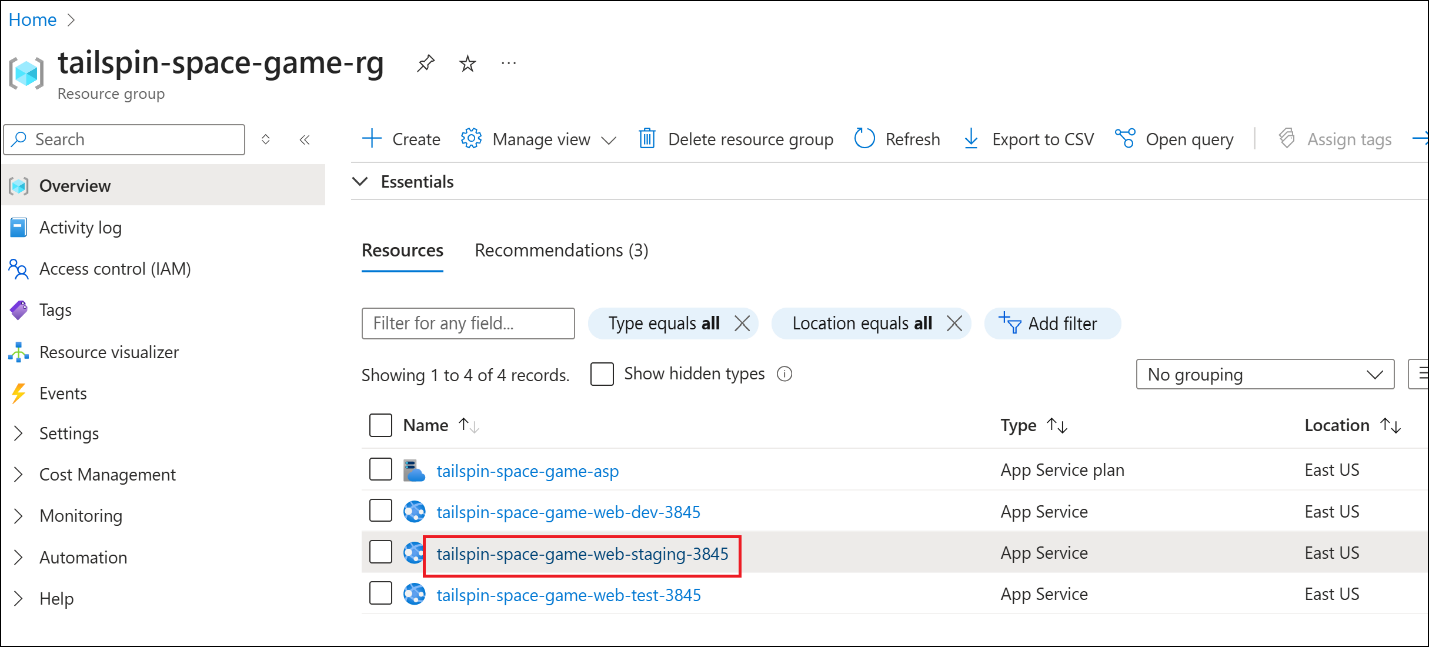 Home
tailspin-space-game-rg
Resource group
Search
Overview
Activity log
Access control (IAM)
Tags
Resource visualizer
Events
Settings
Cost Management
Monitoring
Automation
Help
Create Manage view Delete resource group Refresh Export to CSV Open query Assign tags
Essentials
Resources Recommendations (3)
Filter for any field... Type equals all Location equals all Add filter
Showing 1 to 4 of 4 records. Show hidden types No grouping
Name Type Location
tailspin-space-game-asp App Service plan East US
tailspin-space-game-web-dev-3845 App Service East US
tailspin-space-game-web-staging-3845 App Service East US
tailspin-space-game-web-test-3845 App Service East US